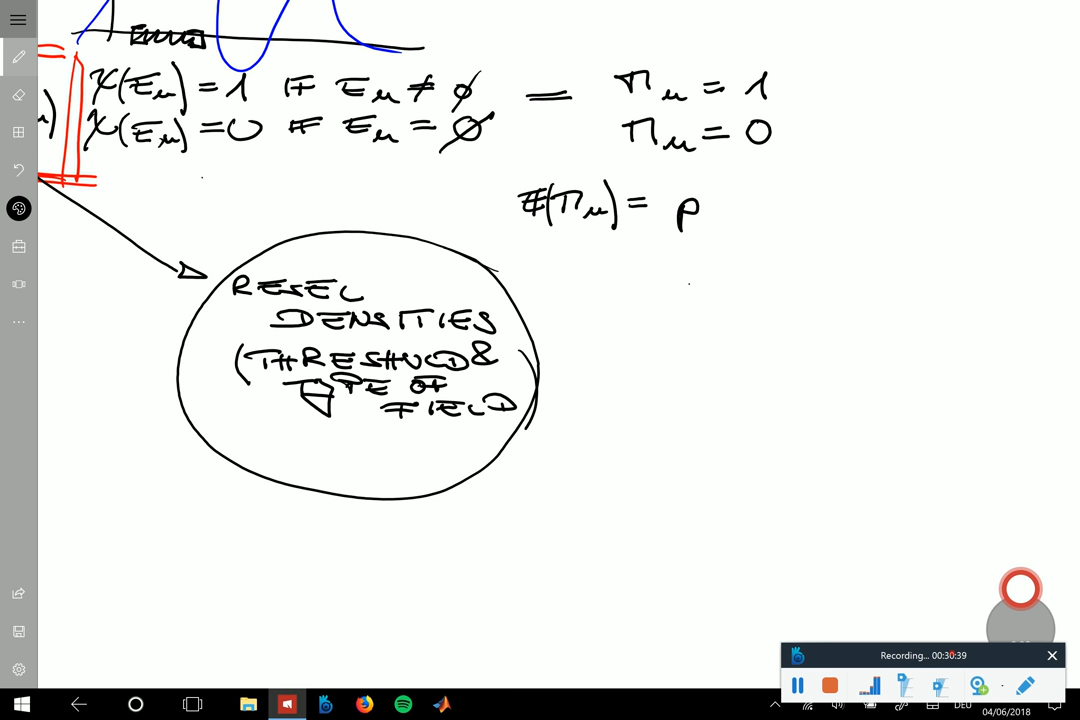 χ(Eᵤ) = 1 IF Eᵤ ≠ ∅ = πᵤ = 1
χ(Eᵤ) = 0 IF Eᵤ = ∅ πᵤ = 0
𝔼(πᵤ) = p
RESEL
DENSITIES
(THRESHOLD &
TYPE OF
FIELD)
Recording... 00:30:39
DEU
04/06/2018